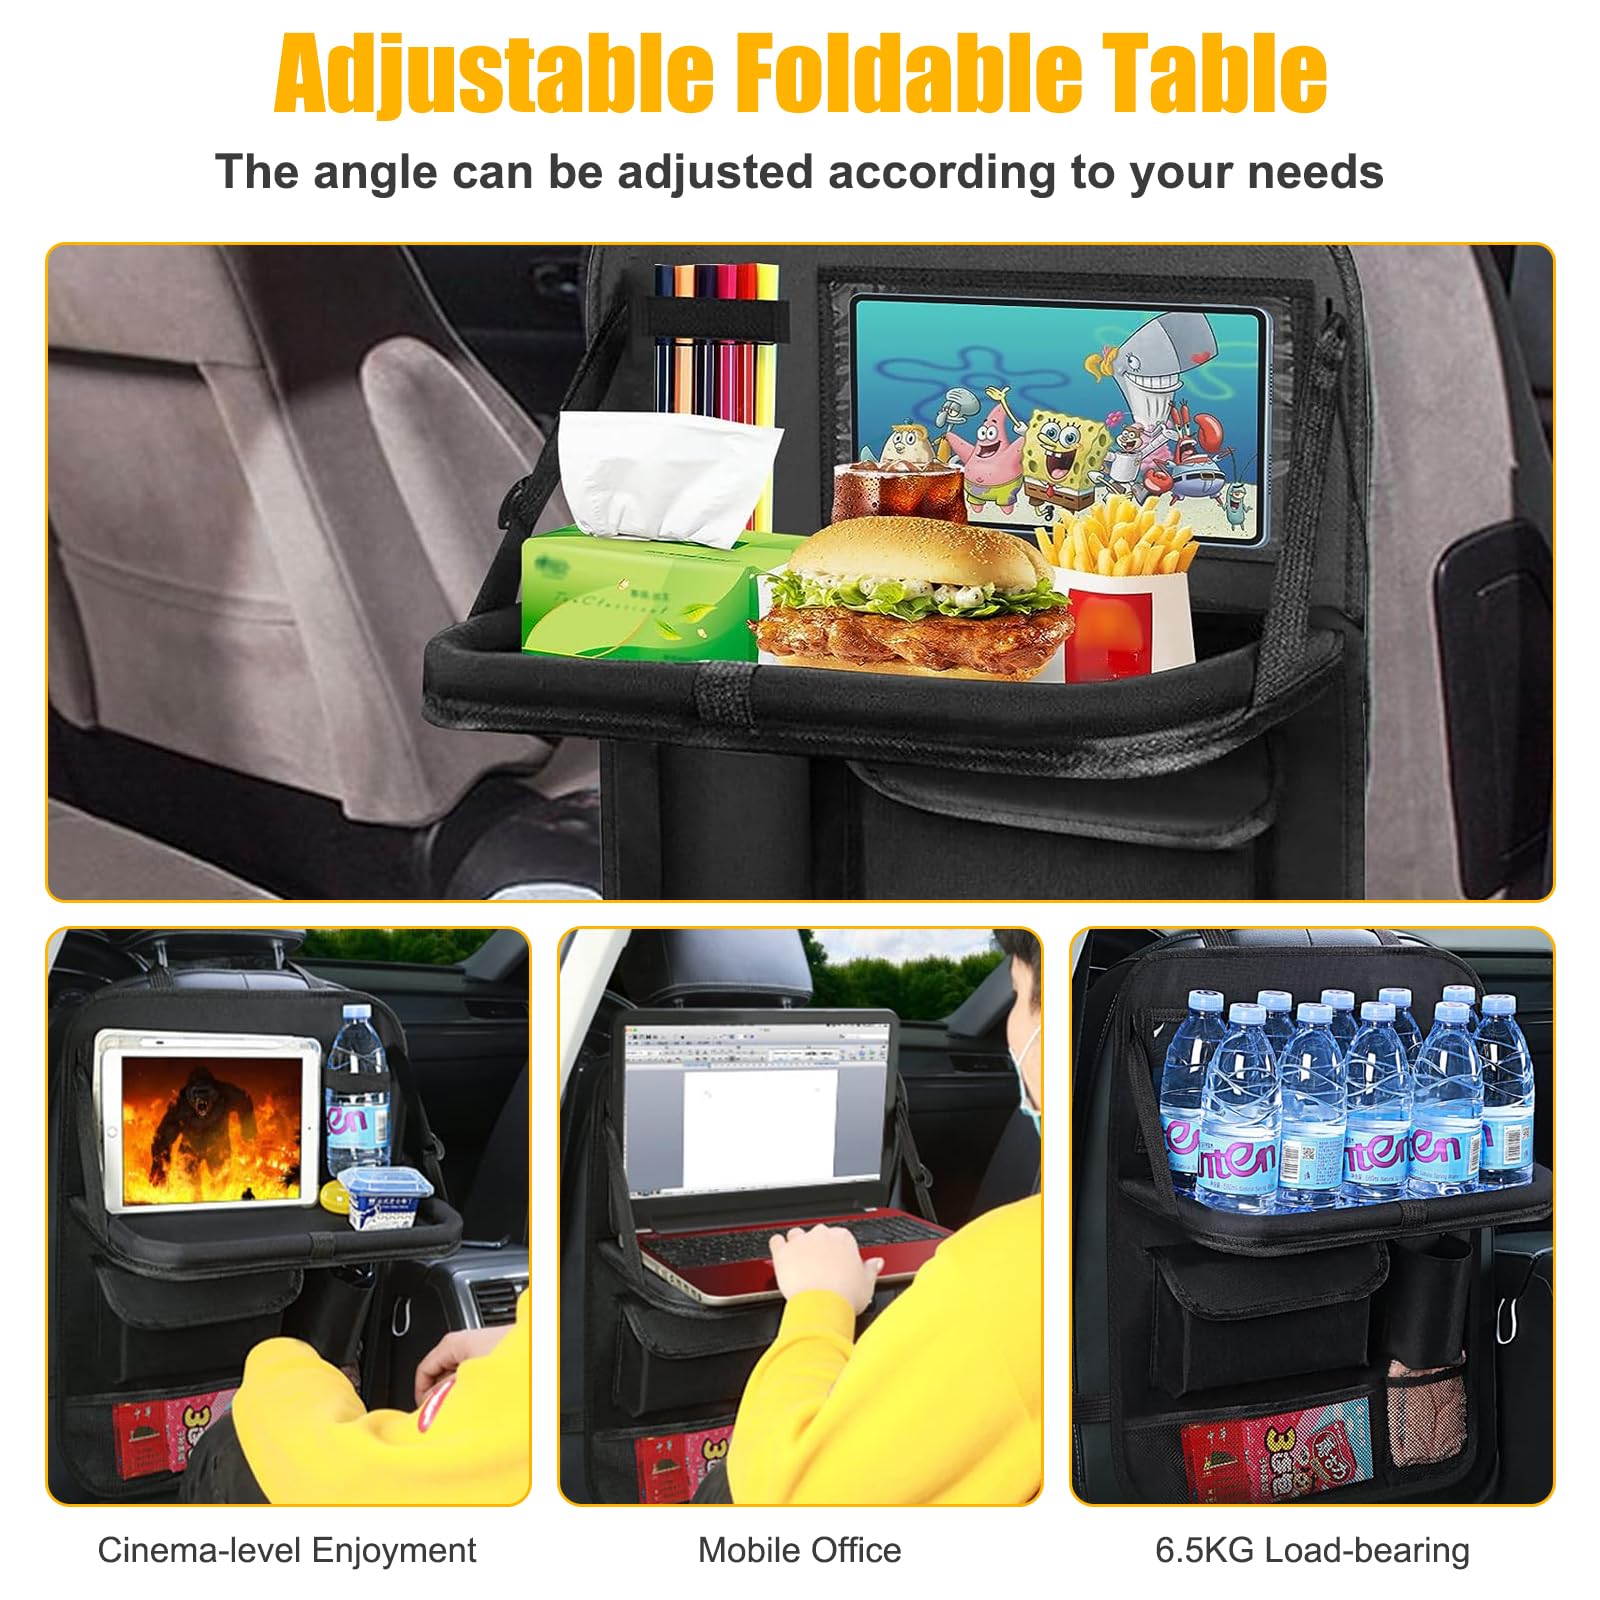 Adjustable Foldable Table
The angle can be adjusted according to your needs
Cinema-level Enjoyment
Mobile Office
6.5KG Load-bearing